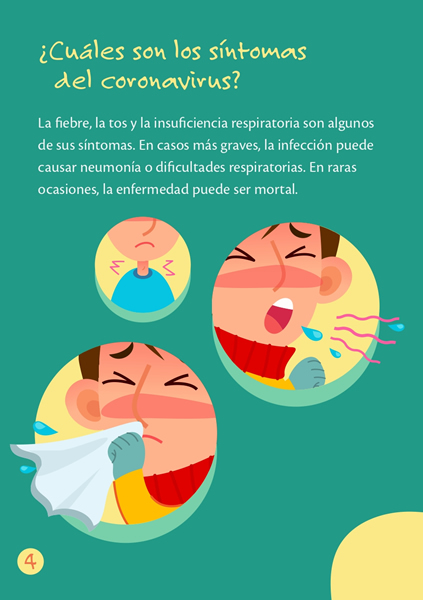 ¿Cuáles son los síntomas
del coronavirus?
La fiebre, la tos y la insuficiencia respiratoria son algunos
de sus síntomas. En casos más graves, la infección puede
causar neumonía o dificultades respiratorias. En raras
ocasiones, la enfermedad puede ser mortal.
4